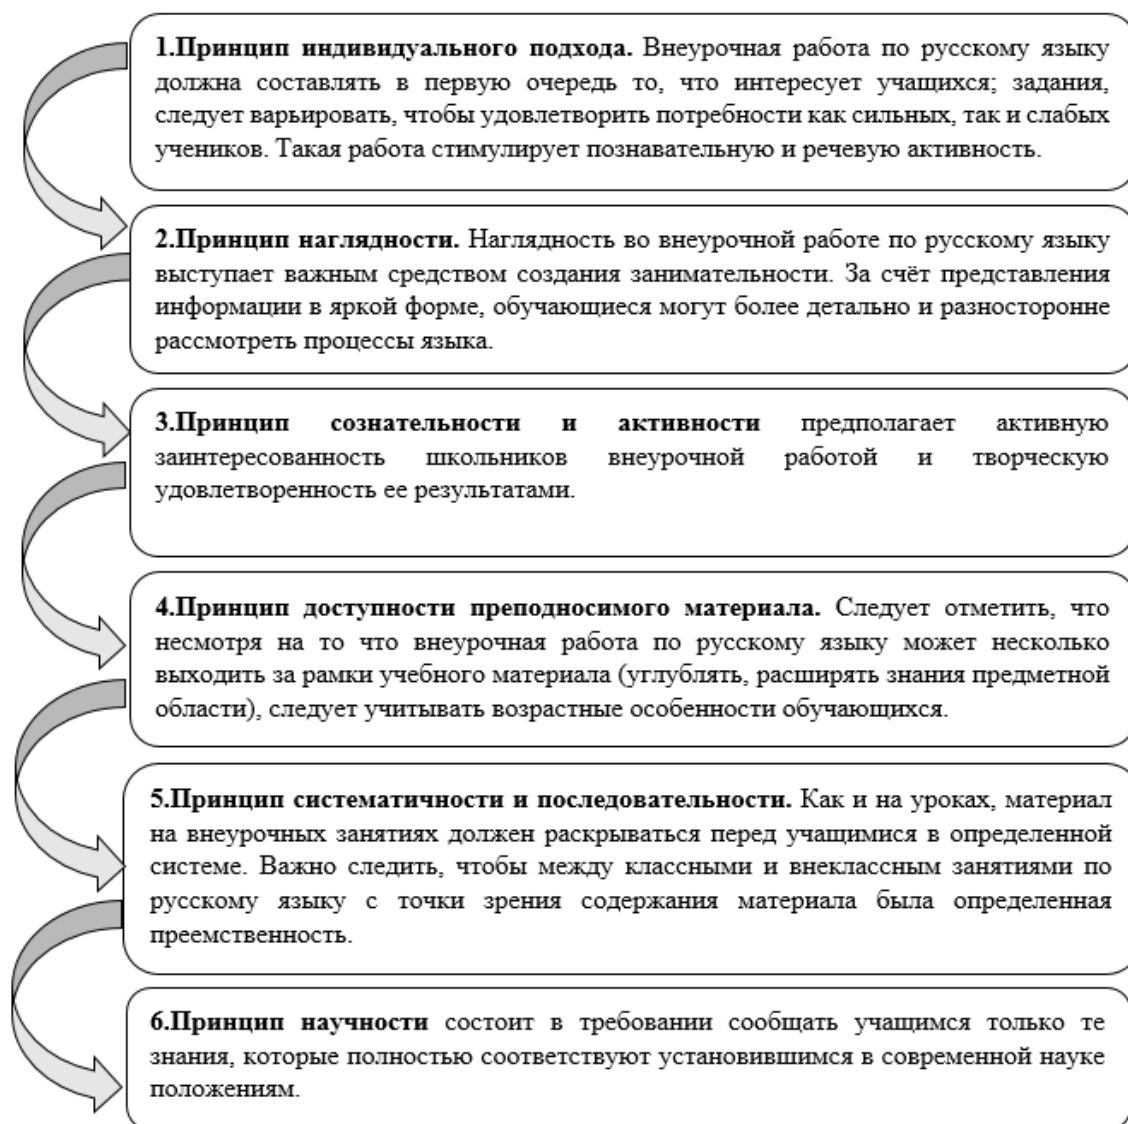 1.Принцип индивидуального подхода. Внеурочная работа по русскому языку
должна составлять в первую очередь то, что интересует учащихся; задания,
следует варьировать, чтобы удовлетворить потребности как сильных, так и слабых
учеников. Такая работа стимулирует познавательную и речевую активность.
2.Принцип наглядности. Наглядность во внеурочной работе по русскому языку
выступает важным средством создания занимательности. За счёт представления
информации в яркой форме, обучающиеся могут более детально и разносторонне
рассмотреть процессы языка.
3.Принцип сознательности и активности предполагает активную
заинтересованность школьников внеурочной работой и творческую
удовлетворенность ее результатами.
4.Принцип доступности преподносимого материала. Следует отметить, что
несмотря на то что внеурочная работа по русскому языку может несколько
выходить за рамки учебного материала (углублять, расширять знания предметной
области), следует учитывать возрастные особенности обучающихся.
5.Принцип систематичности и последовательности. Как и на уроках, материал
на внеурочных занятиях должен раскрываться перед учащимися в определенной
системе. Важно следить, чтобы между классными и внеклассным занятиями по
русскому языку с точки зрения содержания материала была определенная
преемственность.
6.Принцип научности состоит в требовании сообщать учащимся только те
знания, которые полностью соответствуют установившимся в современной науке
положениям.